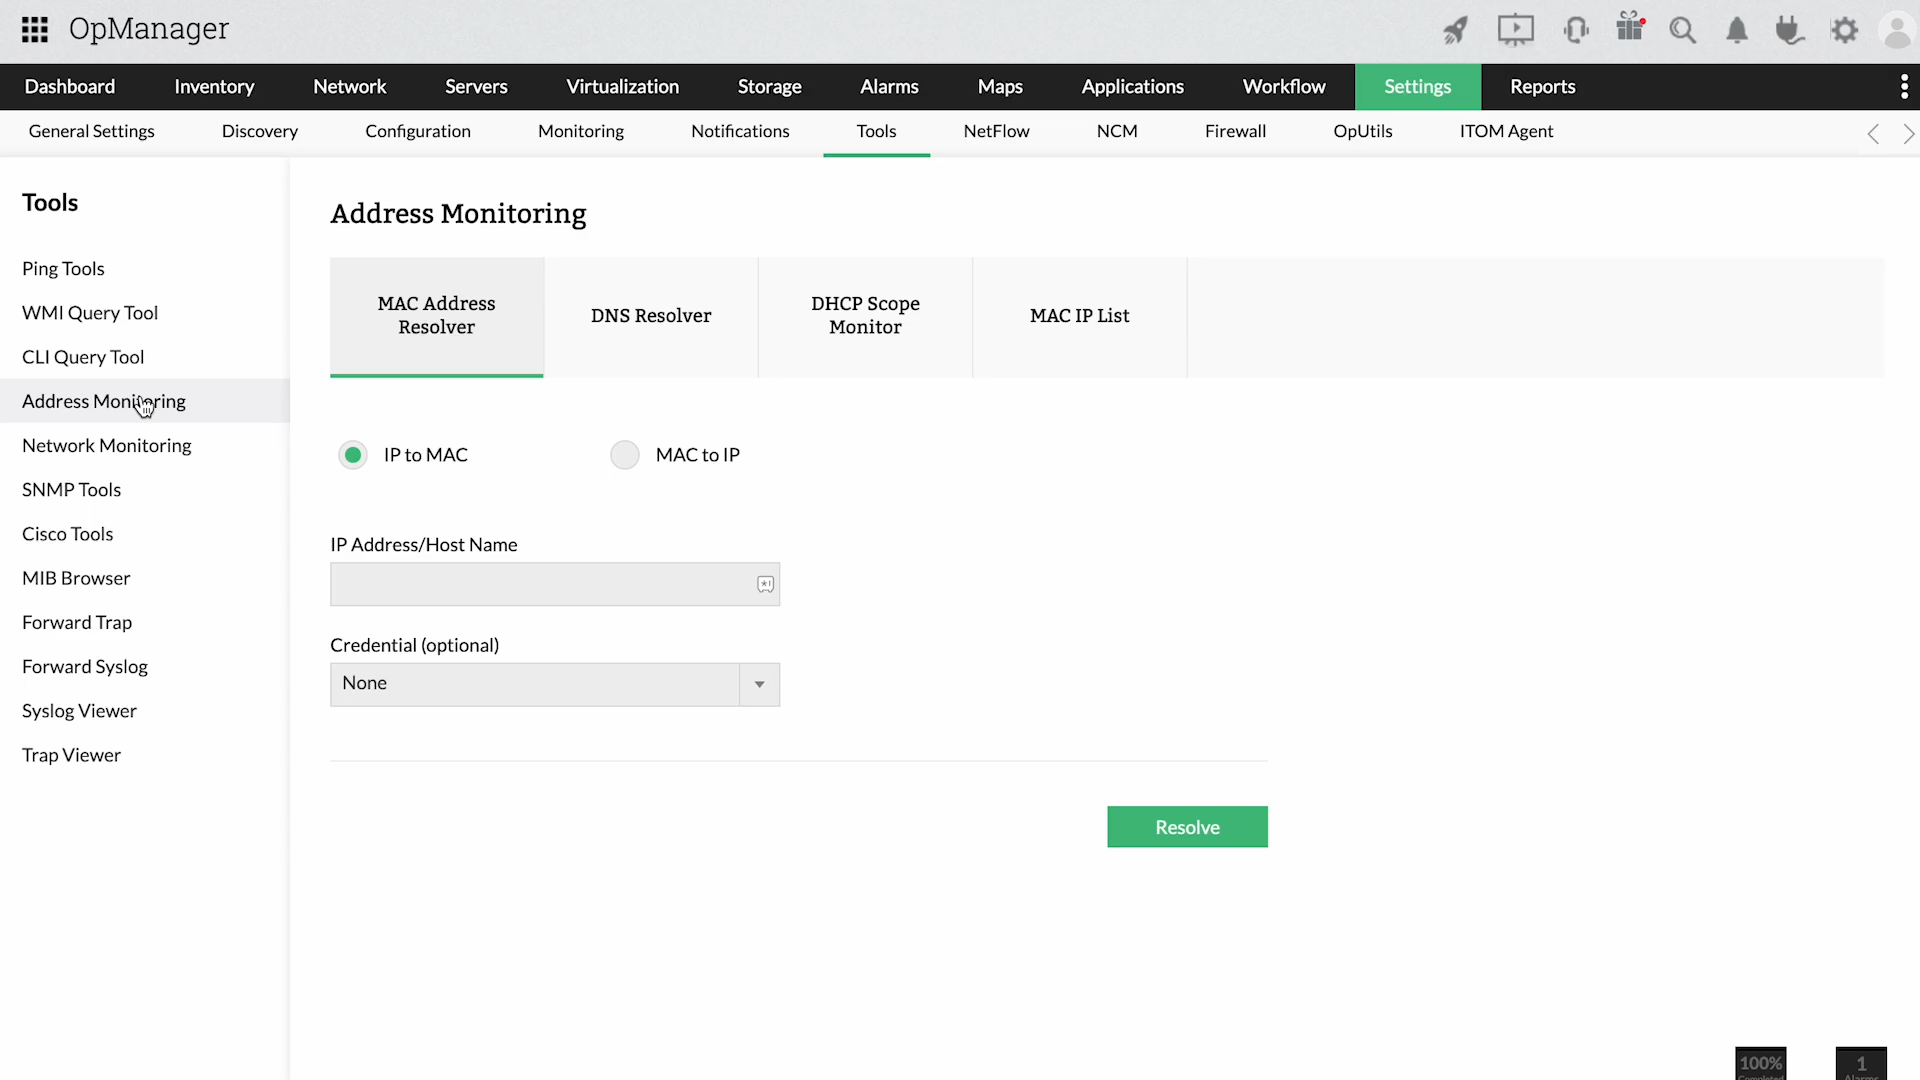 OpManager
Dashboard Inventory Network Servers Virtualization Storage Alarms Maps Applications Workflow Settings Reports
General Settings Discovery Configuration Monitoring Notifications Tools NetFlow NCM Firewall OpUtils ITOM Agent
Tools
Ping Tools
WMI Query Tool
CLI Query Tool
Address Monitoring
Network Monitoring
SNMP Tools
Cisco Tools
MIB Browser
Forward Trap
Forward Syslog
Syslog Viewer
Trap Viewer
Address Monitoring
MAC Address
Resolver
DNS Resolver
DHCP Scope
Monitor
MAC IP List
IP to MAC MAC to IP
IP Address/Host Name
Credential (optional)
None
Resolve
100% 1
Completed Alarms